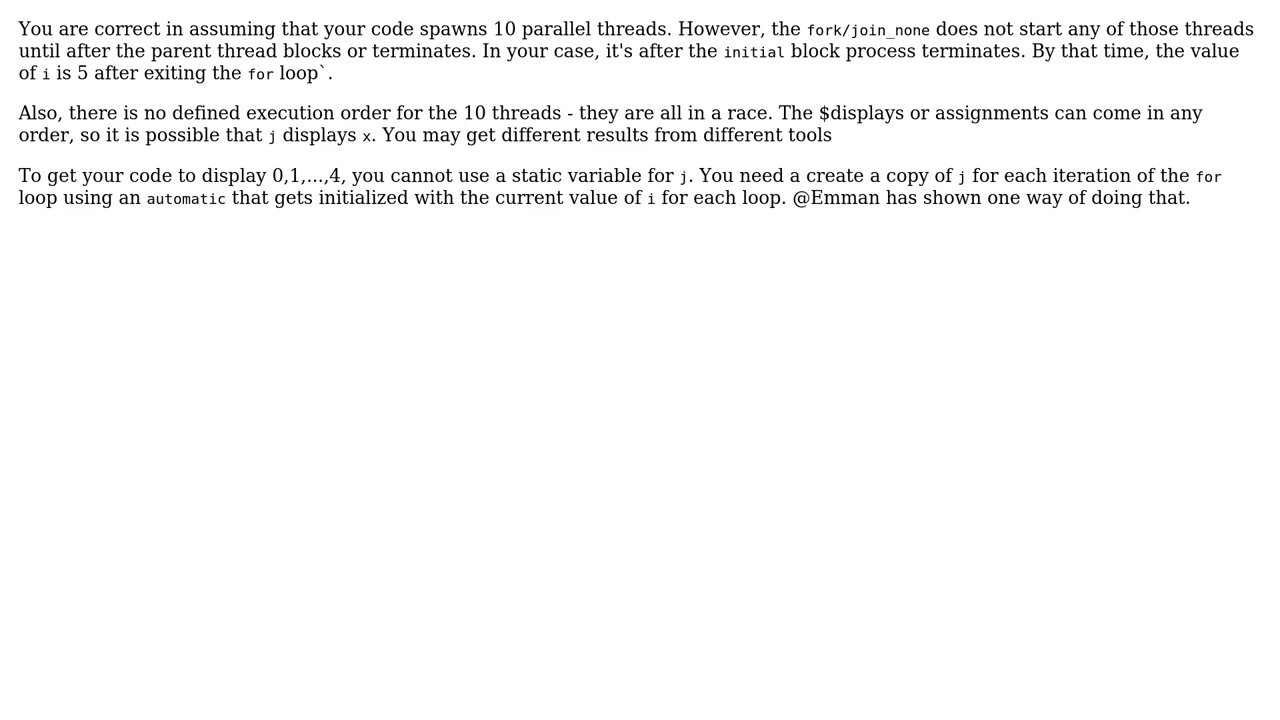 You are correct in assuming that your code spawns 10 parallel threads. However, the fork/join_none does not start any of those threads
until after the parent thread blocks or terminates. In your case, it's after the initial block process terminates. By that time, the value
of i is 5 after exiting the for loop`.
Also, there is no defined execution order for the 10 threads - they are all in a race. The $displays or assignments can come in any
order, so it is possible that j displays x. You may get different results from different tools
To get your code to display 0,1,...,4, you cannot use a static variable for j. You need a create a copy of j for each iteration of the for
loop using an automatic that gets initialized with the current value of i for each loop. @Emman has shown one way of doing that.